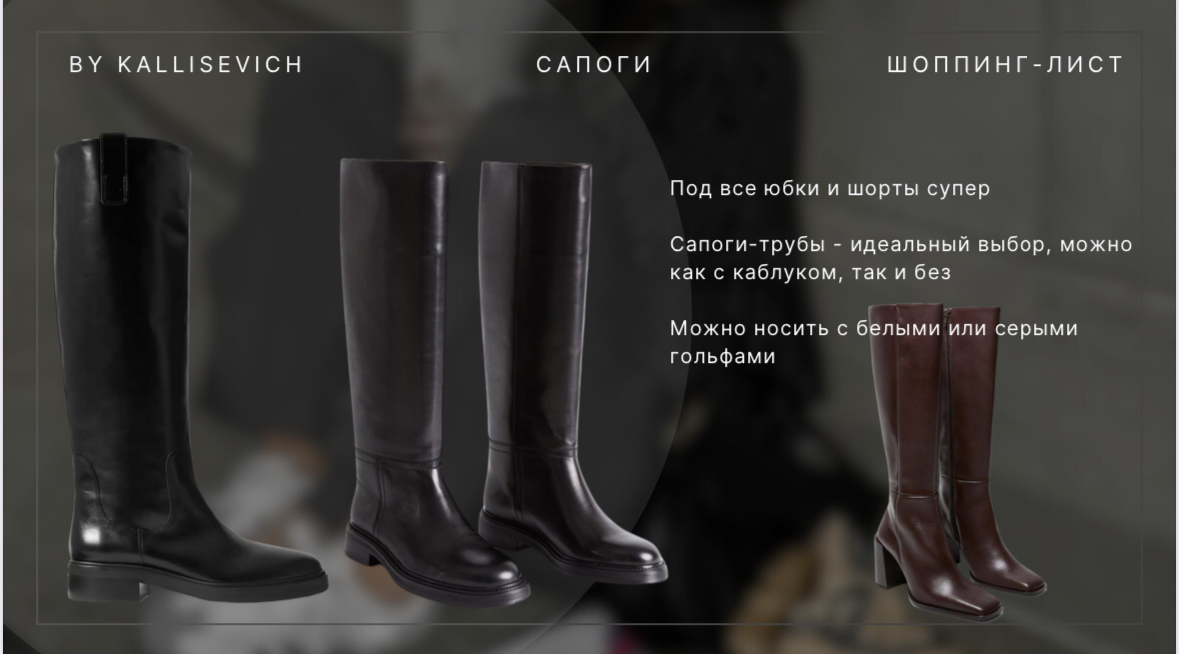 BY KALLISEVICH
САПОГИ
ШОППИНГ-ЛИСТ
Под все юбки и шорты супер
Сапоги-трубы - идеальный выбор, можно
как с каблуком, так и без
Можно носить с белыми или серыми
гольфами